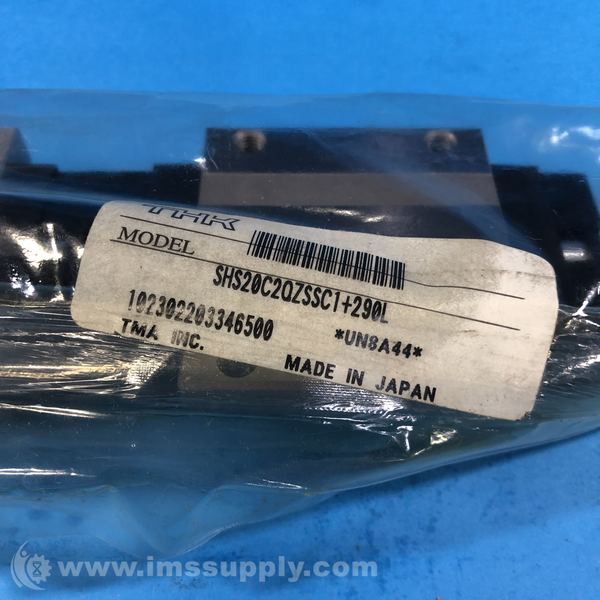 THK
MODEL
SHS20C2QZSSC1+290L
102302203346500
*UN8A44*
TMA INC.
MADE IN JAPAN
www.imssupply.com